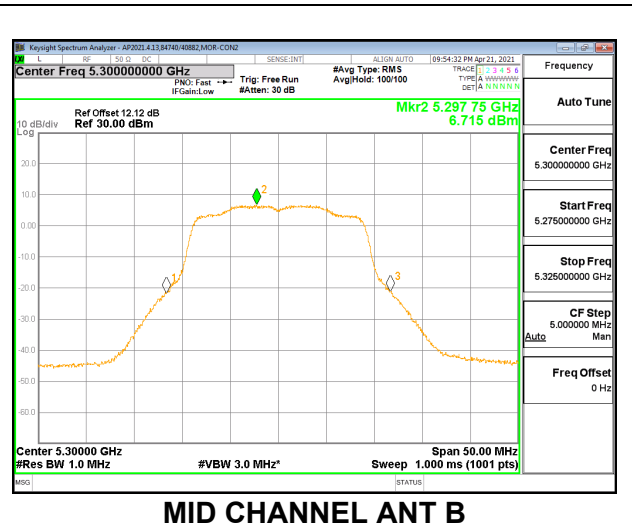 Keysight Spectrum Analyzer - AP2021.4.13,84740/40882,MOR-CON2
L RF 50 Ω DC SENSE:INT ALIGN AUTO 09:54:32 PM Apr 21, 2021
Center Freq 5.300000000 GHz
PNO: Fast
IFGain:Low
Trig: Free Run
#Atten: 30 dB
#Avg Type: RMS
Avg|Hold: 100/100
TRACE 1 2 3 4 5 6
TYPE A WWWWW
DET A N N N N N
Frequency
Auto Tune
Center Freq
5.300000000 GHz
Start Freq
5.275000000 GHz
Stop Freq
5.325000000 GHz
CF Step
5.000000 MHz
Auto Man
Freq Offset
0 Hz
Mkr2 5.297 75 GHz
6.715 dBm
Ref Offset 12.12 dB
10 dB/div Ref 30.00 dBm
Log
20.0
10.0
0.00
-10.0
-20.0
-30.0
-40.0
-50.0
-60.0
1
2
3
Center 5.30000 GHz Span 50.00 MHz
#Res BW 1.0 MHz #VBW 3.0 MHz* Sweep 1.000 ms (1001 pts)
MSG STATUS
MID CHANNEL ANT B